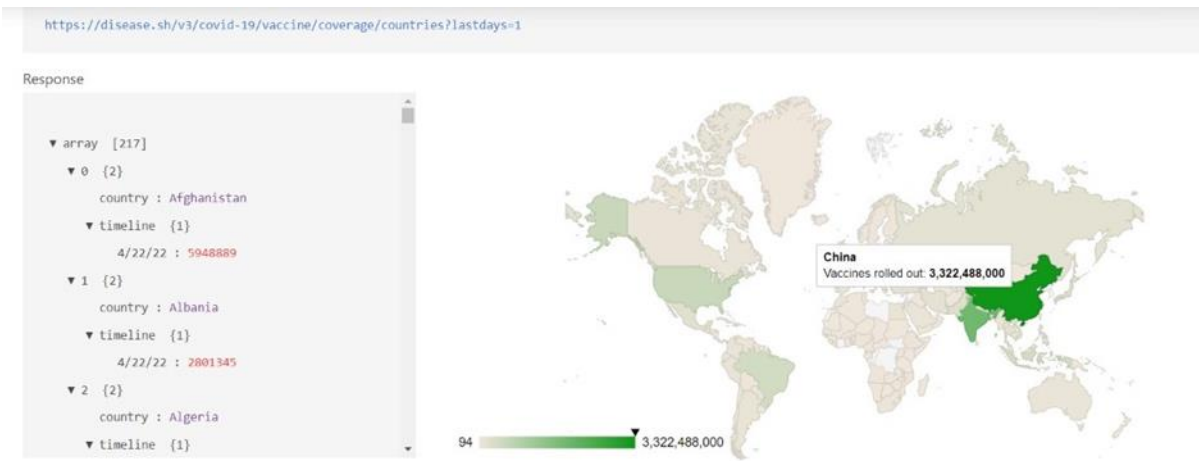 https://disease.sh/v3/covid-19/vaccine/coverage/countries?lastdays=1
Response
▼ array [217]
▼ 0 {2}
country : Afghanistan
▼ timeline {1}
4/22/22 : 5948889
▼ 1 {2}
country : Albania
▼ timeline {1}
4/22/22 : 2801345
▼ 2 {2}
country : Algeria
▼ timeline {1}
China
Vaccines rolled out: 3,322,488,000
94
3,322,488,000